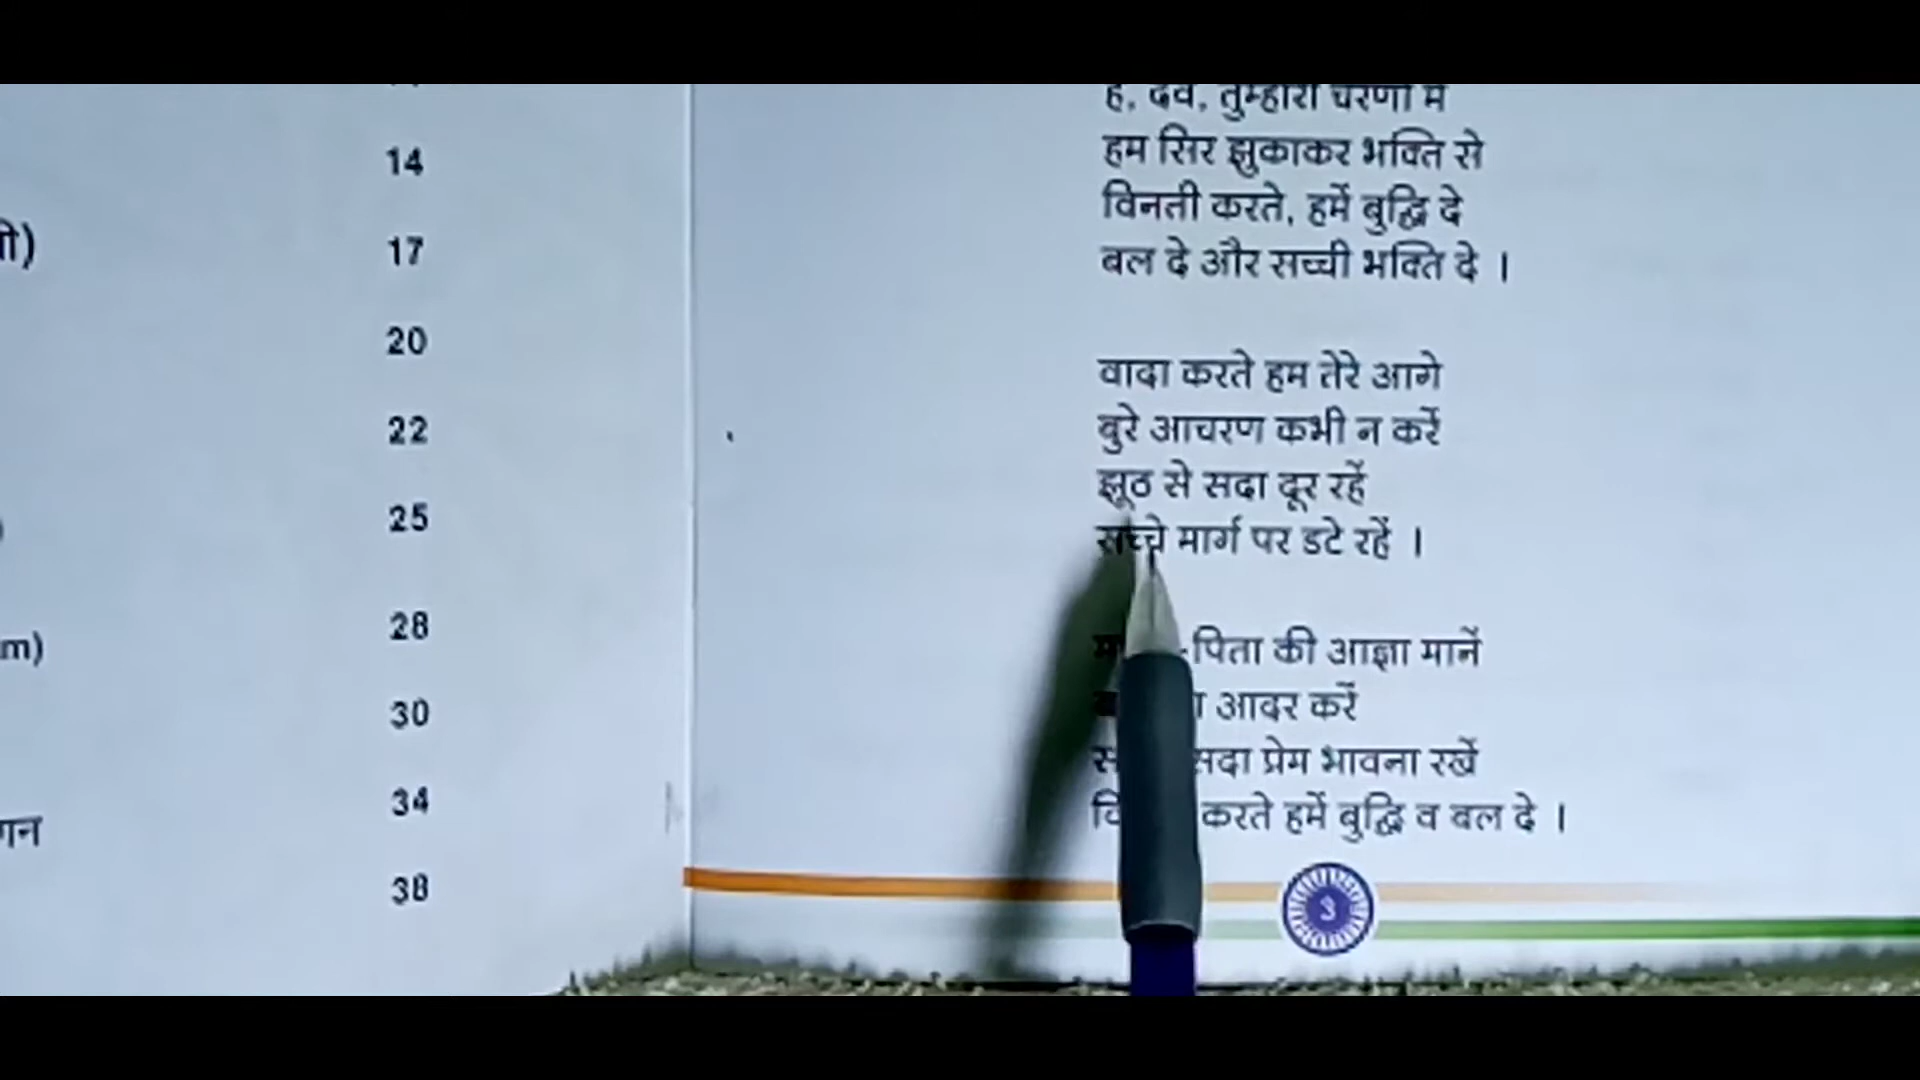 14
17
20
22
25
28
30
34
38
m)
गन
हम सिर झुकाकर भक्ति से
विनती करते, हमें बुद्धि दे
बल दे और सच्ची भक्ति दे ।
वादा करते हम तेरे आगे
बुरे आचरण कभी न करें
झूठ से सदा दूर रहें
सच्चे मार्ग पर डटे रहें ।
-पिता की आज्ञा मानें
आदर करें
सदा प्रेम भावना रखें
करते हमें बुद्धि व बल दे ।
3